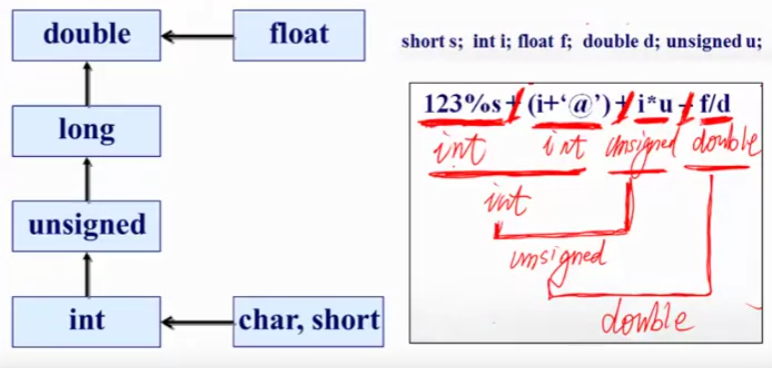 double
float
long
unsigned
int
char, short
short s; int i; float f; double d; unsigned u;
123%s + (i+‘@’) + i*u - f/d
int int unsigned double
int
unsigned
double